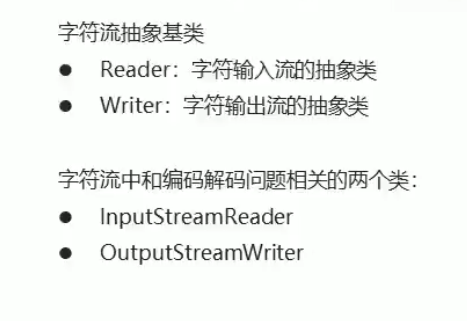 字符流抽象基类
● Reader：字符输入流的抽象类
● Writer：字符输出流的抽象类
字符流中和编码解码问题相关的两个类：
● InputStreamReader
● OutputStreamWriter